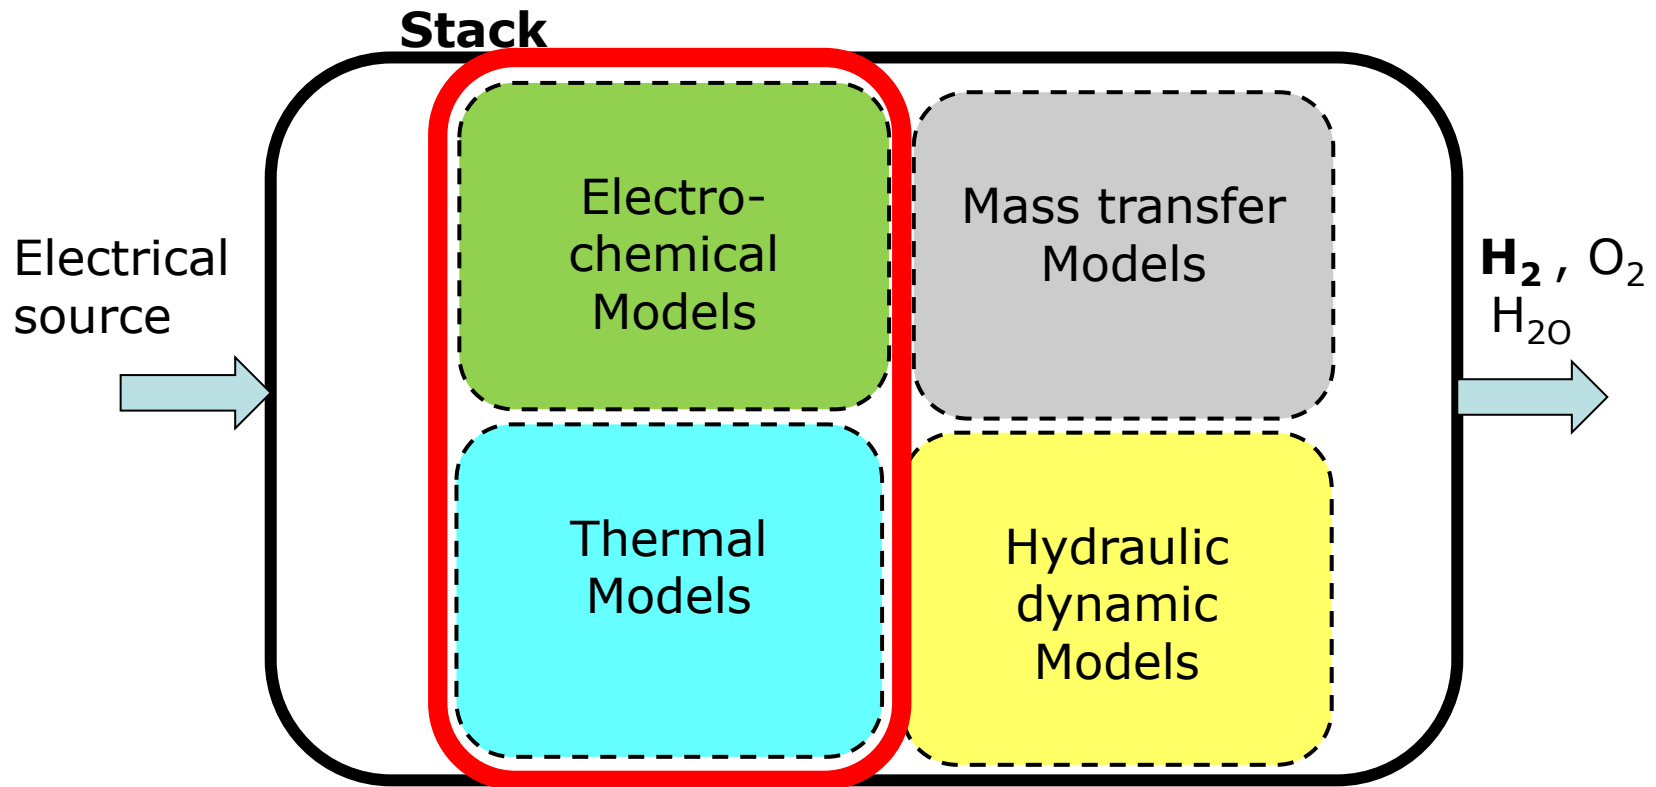 Stack
Electrical
source
Electro-
chemical
Models
Mass transfer
Models
Thermal
Models
Hydraulic
dynamic
Models
H₂ , O₂
H₂O